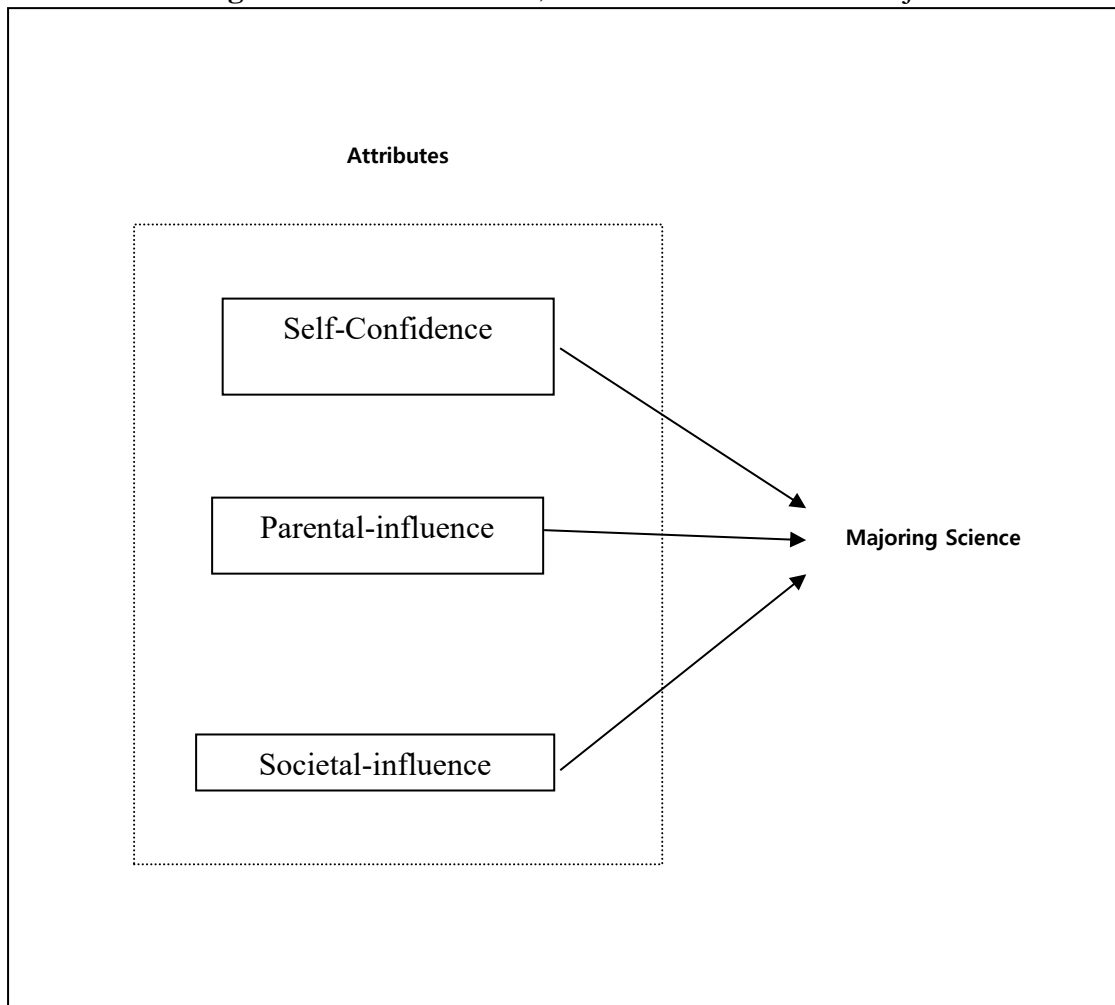 Attributes
Self-Confidence
Parental-influence
Majoring Science
Societal-influence